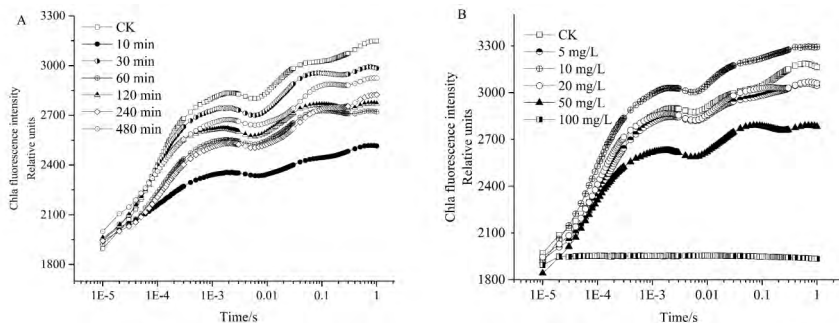 A
CK
10 min
30 min
60 min
120 min
240 min
480 min
Chla fluorescence intensity
Relative units
3300
3000
2700
2400
2100
1800
1E-5
1E-4
1E-3
0.01
0.1
1
Time/s
B
CK
5 mg/L
10 mg/L
20 mg/L
50 mg/L
100 mg/L
Chla fluorescence intensity
Relative units
3300
3000
2700
2400
2100
1800
1E-5
1E-4
1E-3
0.01
0.1
1
Time/s